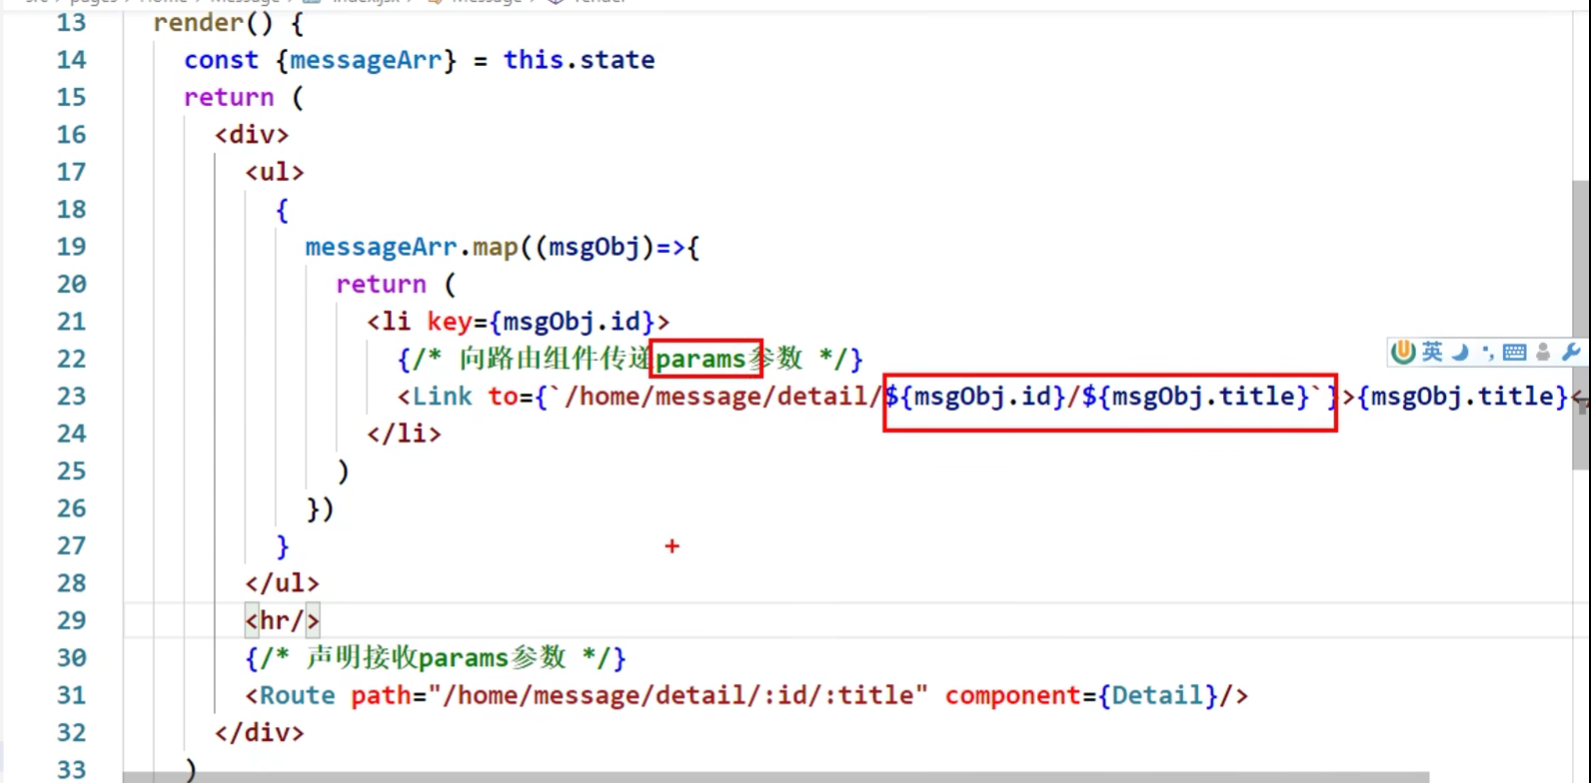 13 render() {
14 const {messageArr} = this.state
15 return (
16 <div>
17 <ul>
18 {
19 messageArr.map((msgObj)=>{
20 return (
21 <li key={msgObj.id}>
22 {/* 向路由组件传递params参数 */}
23 <Link to={`/home/message/detail/${msgObj.id}/${msgObj.title}`}>{msgObj.title}<
24 </li>
25 )
26 })
27 }
28 </ul>
29 <hr/>
30 {/* 声明接收params参数 */}
31 <Route path="/home/message/detail/:id/:title" component={Detail}/>
32 </div>
33 )
英